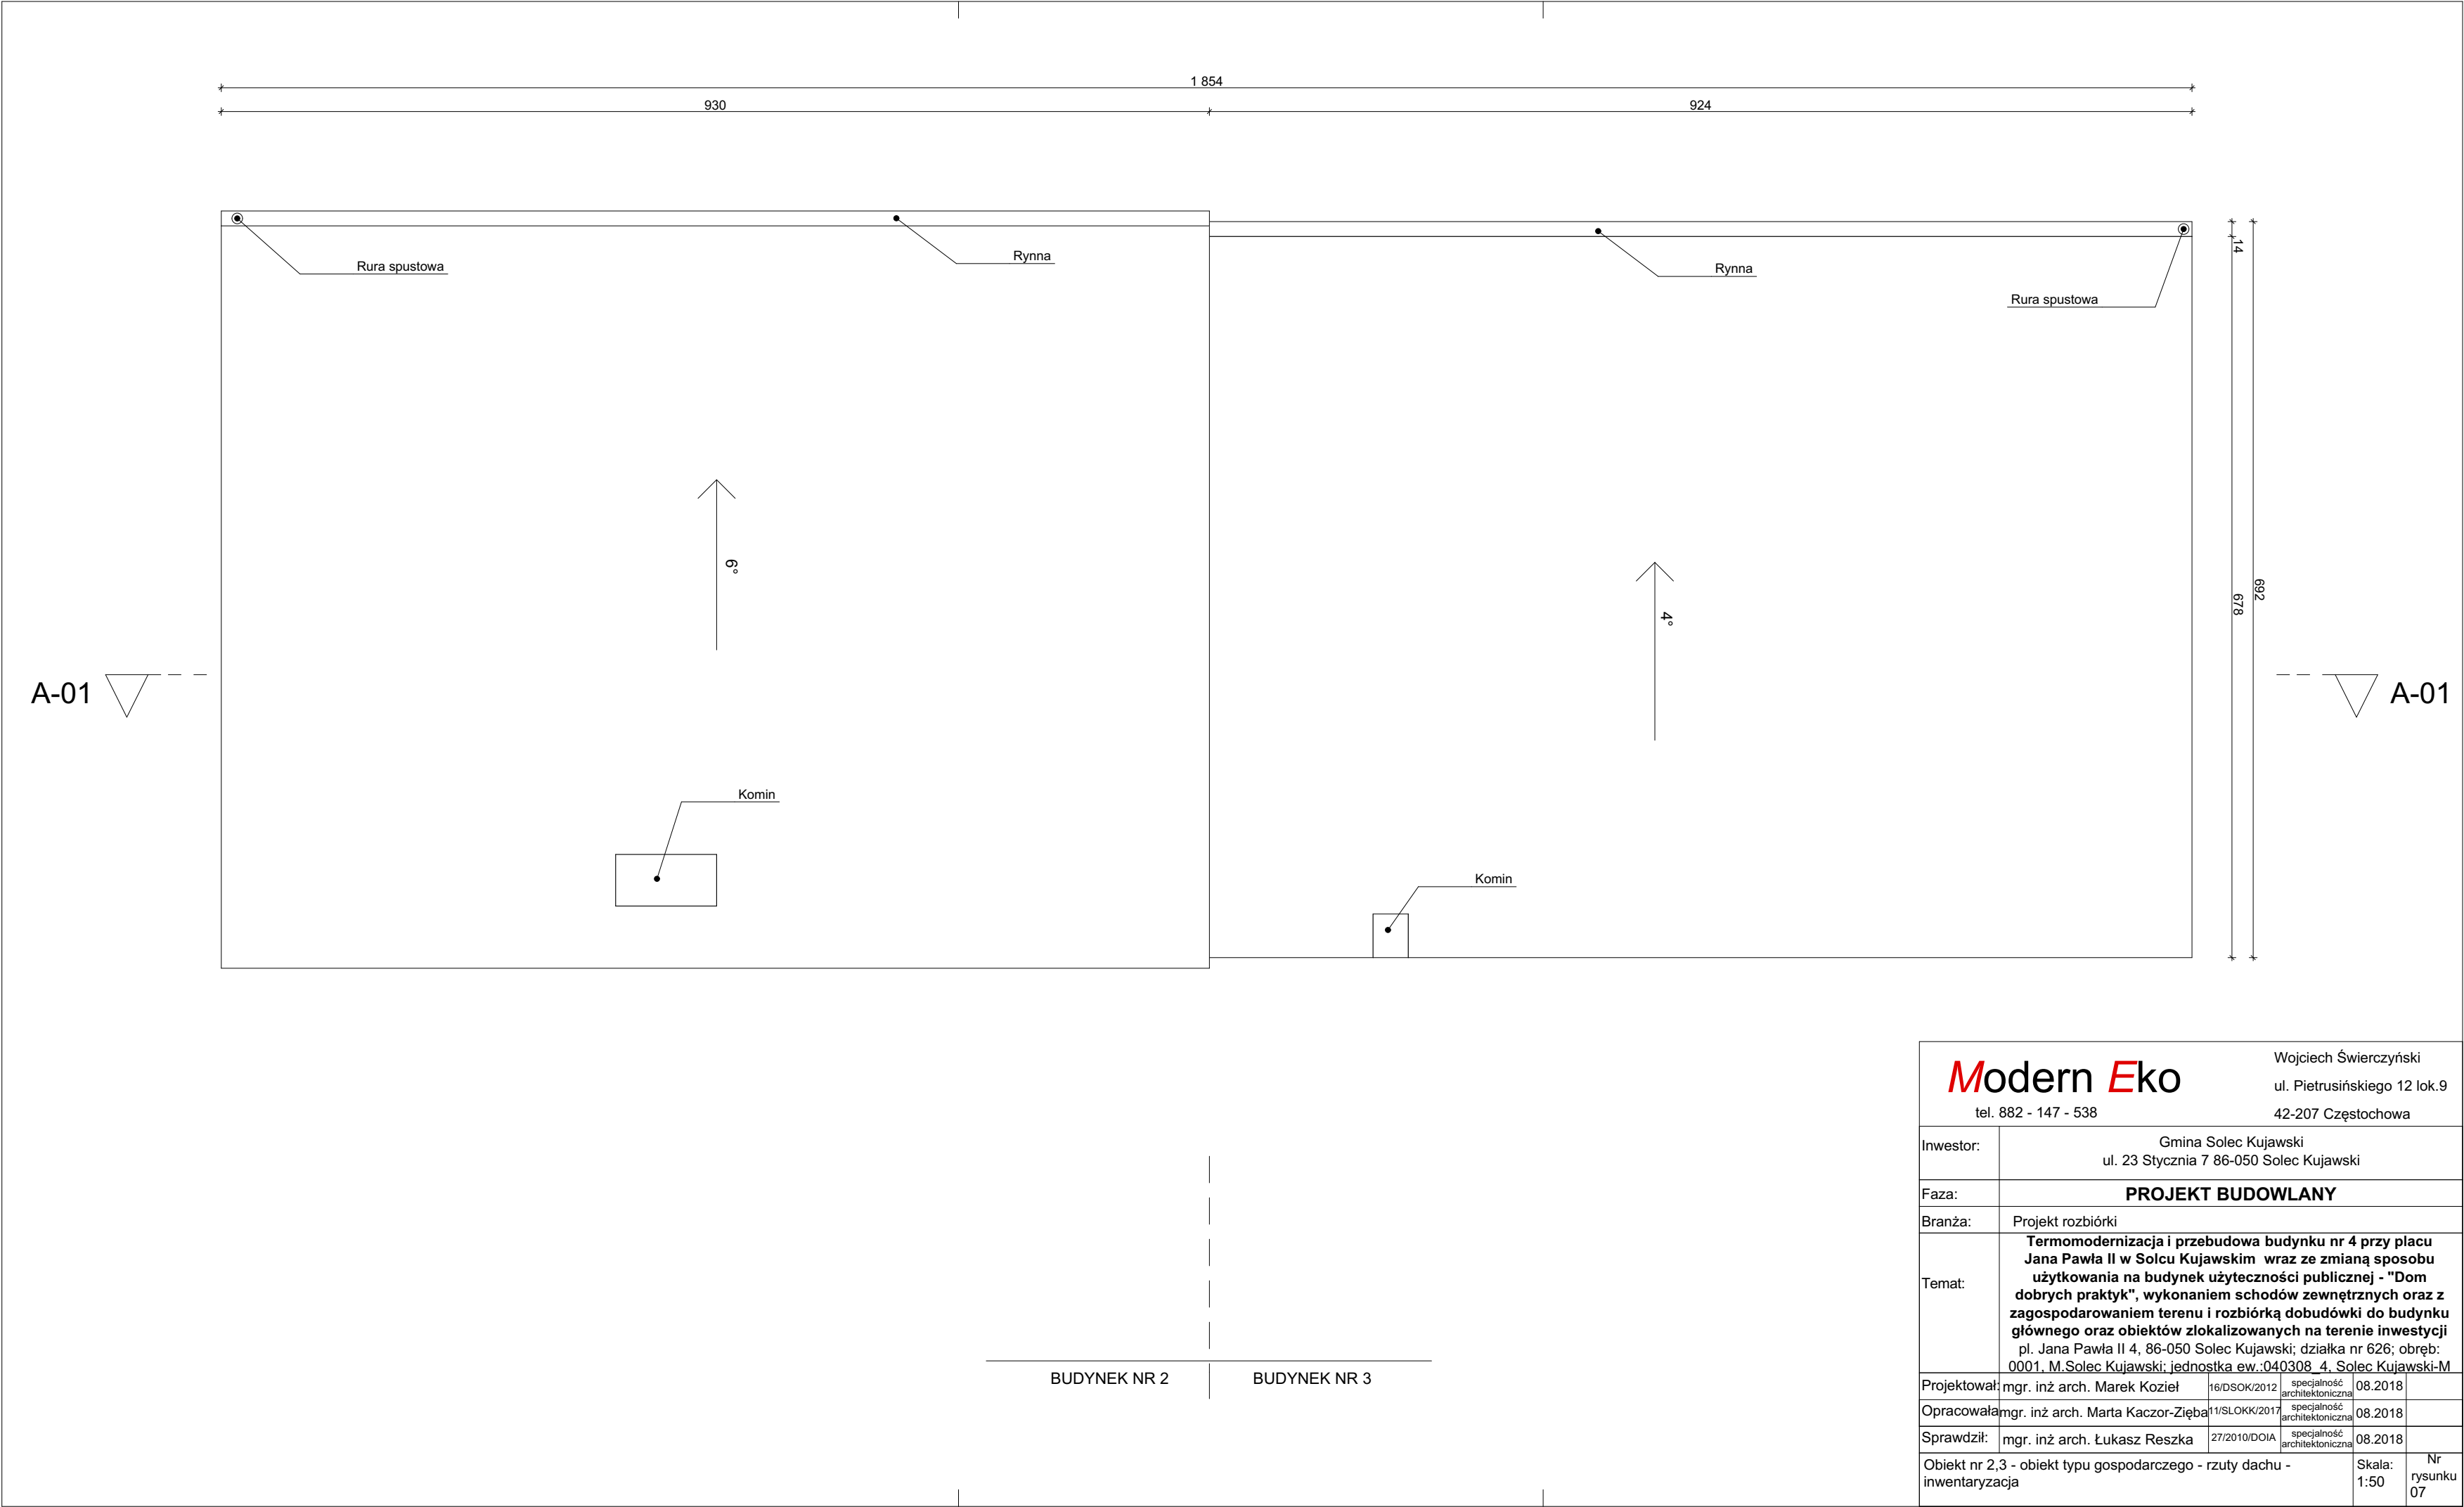 1 854
930
924
Rura spustowa
Rynna
Rynna
Rura spustowa
14
678
692
6°
4°
A-01
A-01
Komin
Komin
BUDYNEK NR 2
BUDYNEK NR 3
Modern Eko
tel. 882 - 147 - 538
Wojciech Świerczyński
ul. Pietrusińskiego 12 lok.9
42-207 Częstochowa
Inwestor:
Gmina Solec Kujawski
ul. 23 Stycznia 7 86-050 Solec Kujawski
Faza:
PROJEKT BUDOWLANY
Branża:
Projekt rozbiórki
Temat:
Termomodernizacja i przebudowa budynku nr 4 przy placu
Jana Pawła II w Solcu Kujawskim wraz ze zmianą sposobu
użytkowania na budynek użyteczności publicznej - "Dom
dobrych praktyk", wykonaniem schodów zewnętrznych oraz z
zagospodarowaniem terenu i rozbiórką dobudówki do budynku
głównego oraz obiektów zlokalizowanych na terenie inwestycji
pl. Jana Pawła II 4, 86-050 Solec Kujawski; działka nr 626; obręb:
0001, M.Solec Kujawski; jednostka ew.:040308_4, Solec Kujawski-M
Projektował: mgr. inż arch. Marek Kozieł 16/DSOK/2012 specjalność architektoniczna 08.2018
Opracowała mgr. inż arch. Marta Kaczor-Zięba 11/SLOKK/2017 specjalność architektoniczna 08.2018
Sprawdził: mgr. inż arch. Łukasz Reszka 27/2010/DOIA specjalność architektoniczna 08.2018
Obiekt nr 2,3 - obiekt typu gospodarczego - rzuty dachu -
inwentaryzacja
Skala:
1:50
Nr
rysunku
07